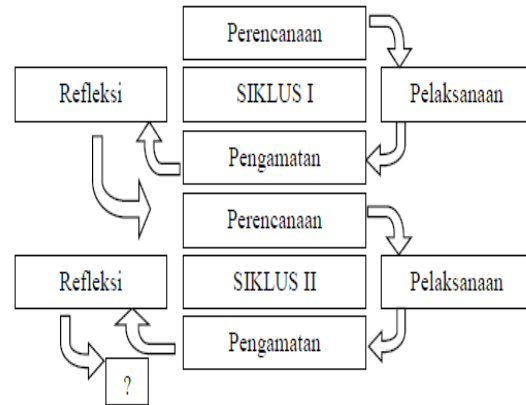 Perencanaan
Refleksi
SIKLUS I
Pelaksanaan
Pengamatan
Perencanaan
Refleksi
SIKLUS II
Pelaksanaan
Pengamatan
?